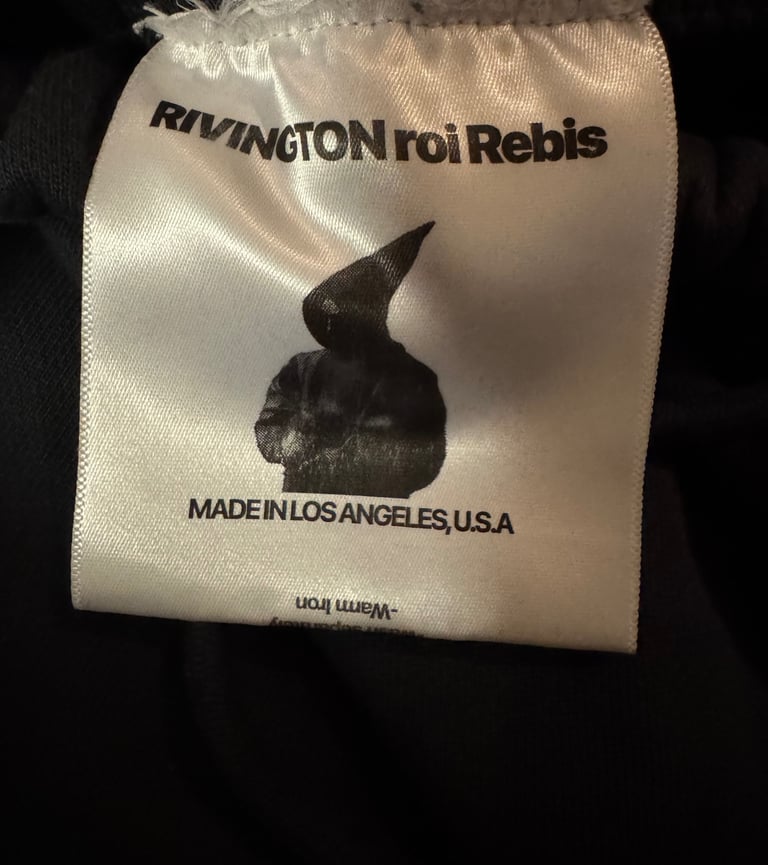 RIVINGTON roi Rebis
MADE IN LOS ANGELES, U.S.A
-Warm Iron